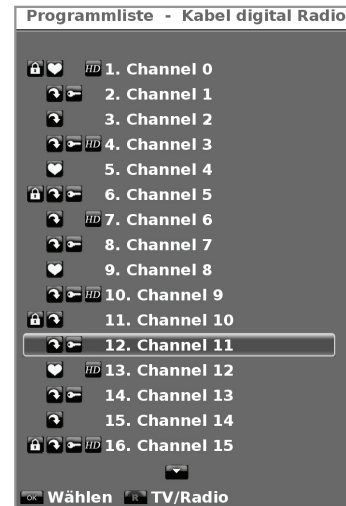 Programmliste - Kabel digital Radio
HD 1. Channel 0
2. Channel 1
3. Channel 2
HD 4. Channel 3
5. Channel 4
6. Channel 5
HD 7. Channel 6
8. Channel 7
9. Channel 8
HD 10. Channel 9
11. Channel 10
12. Channel 11
HD 13. Channel 12
14. Channel 13
15. Channel 14
HD 16. Channel 15
OK Wählen R TV/Radio